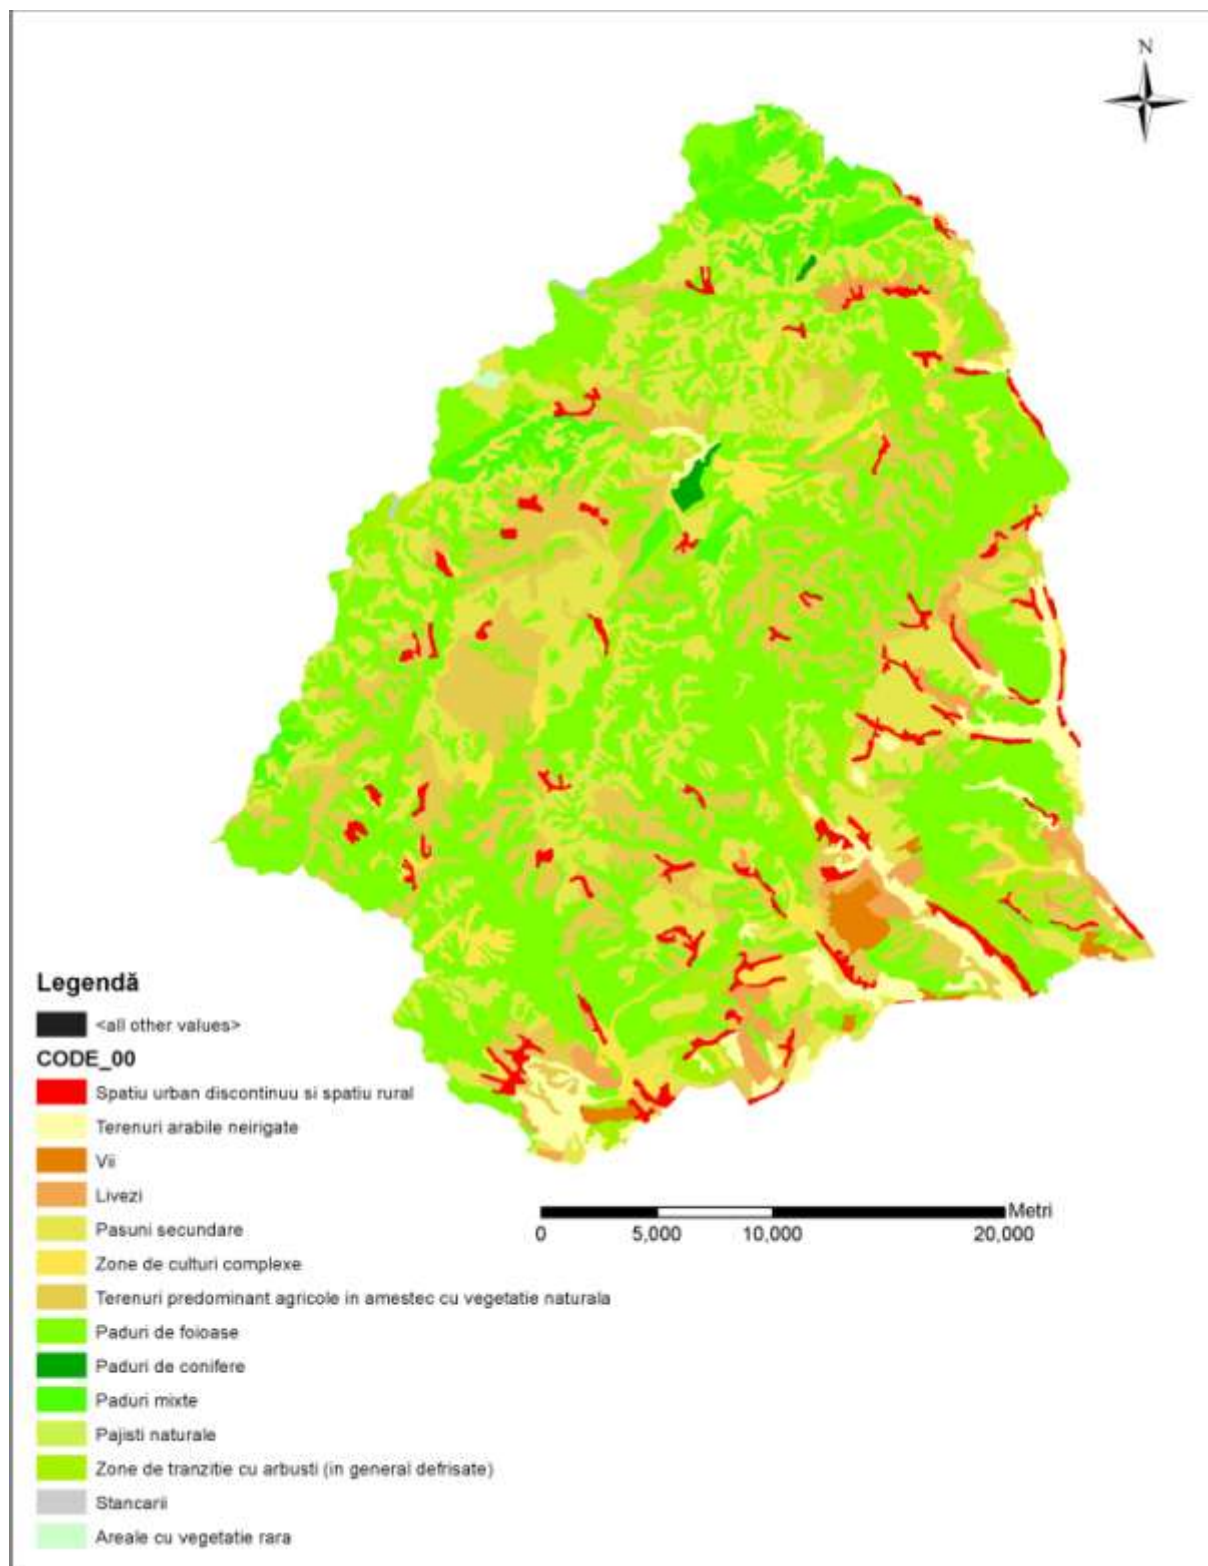 N
Legendă
<all other values>
CODE_00
Spatiu urban discontinuu si spatiu rural
Terenuri arabile neirigate
Vii
Livezi
Pasuni secundare
Zone de culturi complexe
Terenuri predominant agricole in amestec cu vegetatie naturala
Paduri de foioase
Paduri de conifere
Paduri mixte
Pajisti naturale
Zone de tranzitie cu arbusti (in general defrisate)
Stancarii
Areale cu vegetatie rara
Metri
0 5,000 10,000 20,000